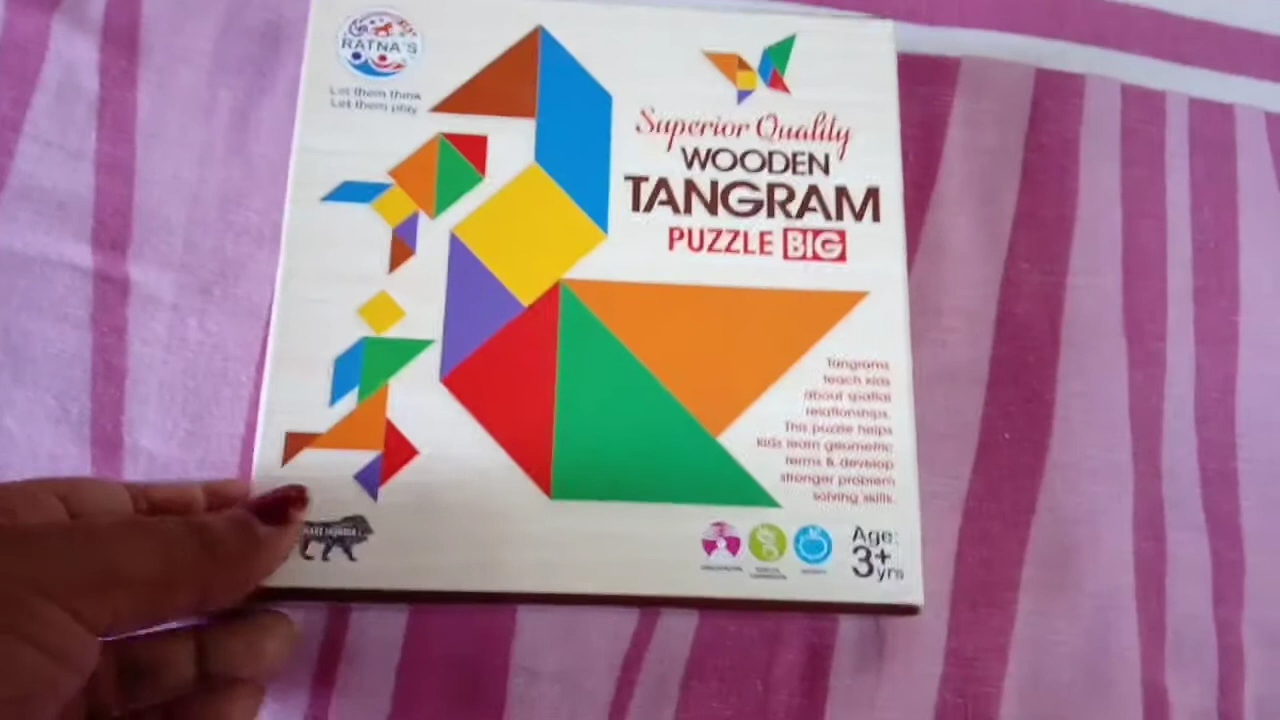 RATNA'S
Let them think
Let them play
Superior Quality
WOODEN
TANGRAM
PUZZLE BIG
Tangrams
teach kids
about spatial
relationships.
This puzzle helps
kids learn geometric
terms & develop
stronger problem
solving skills.
Age:
3+
yrs